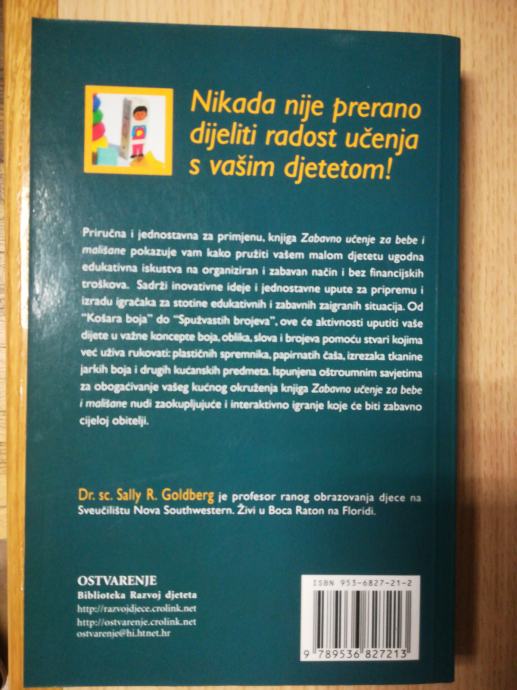 Nikada nije prerano
dijeliti radost učenja
s vašim djetetom!
Priručna i jednostavna za primjenu, knjiga Zabavno učenje za bebe i
mališane pokazuje vam kako pružiti vašem malom djetetu ugodna
edukativna iskustva na organiziran i zabavan način i bez financijskih
troškova. Sadrži inovativne ideje i jednostavne upute za pripremu i
izradu igračaka za stotine edukativnih i zabavnih zaigranih situacija. Od
"Košara boja" do "Spužvastih brojeva", ove će aktivnosti uputiti vaše
dijete u važne koncepte boja, oblika, slova i brojeva pomoću stvari kojima
već uživa rukovati: plastičnih spremnika, papirnatih čaša, izrezaka tkanine
jarkih boja i drugih kućanskih predmeta. Ispunjena oštroumnim savjetima
za obogaćivanje vašeg kućnog okruženja knjiga Zabavno učenje za bebe
i mališane nudi zaokupljujuće i interaktivno igranje koje će biti zabavno
cijeloj obitelji.
Dr. sc. Sally R. Goldberg je profesor ranog obrazovanja djece na
Sveučilištu Nova Southwestern. Živi u Boca Raton na Floridi.
OSTVARENJE
Biblioteka Razvoj djeteta
http://razvojdjece.crolink.net
http://ostvarenje.crolink.net
ostvarenje@hi.htnet.hr
ISBN 953-6827-21-2
9 789536 827213